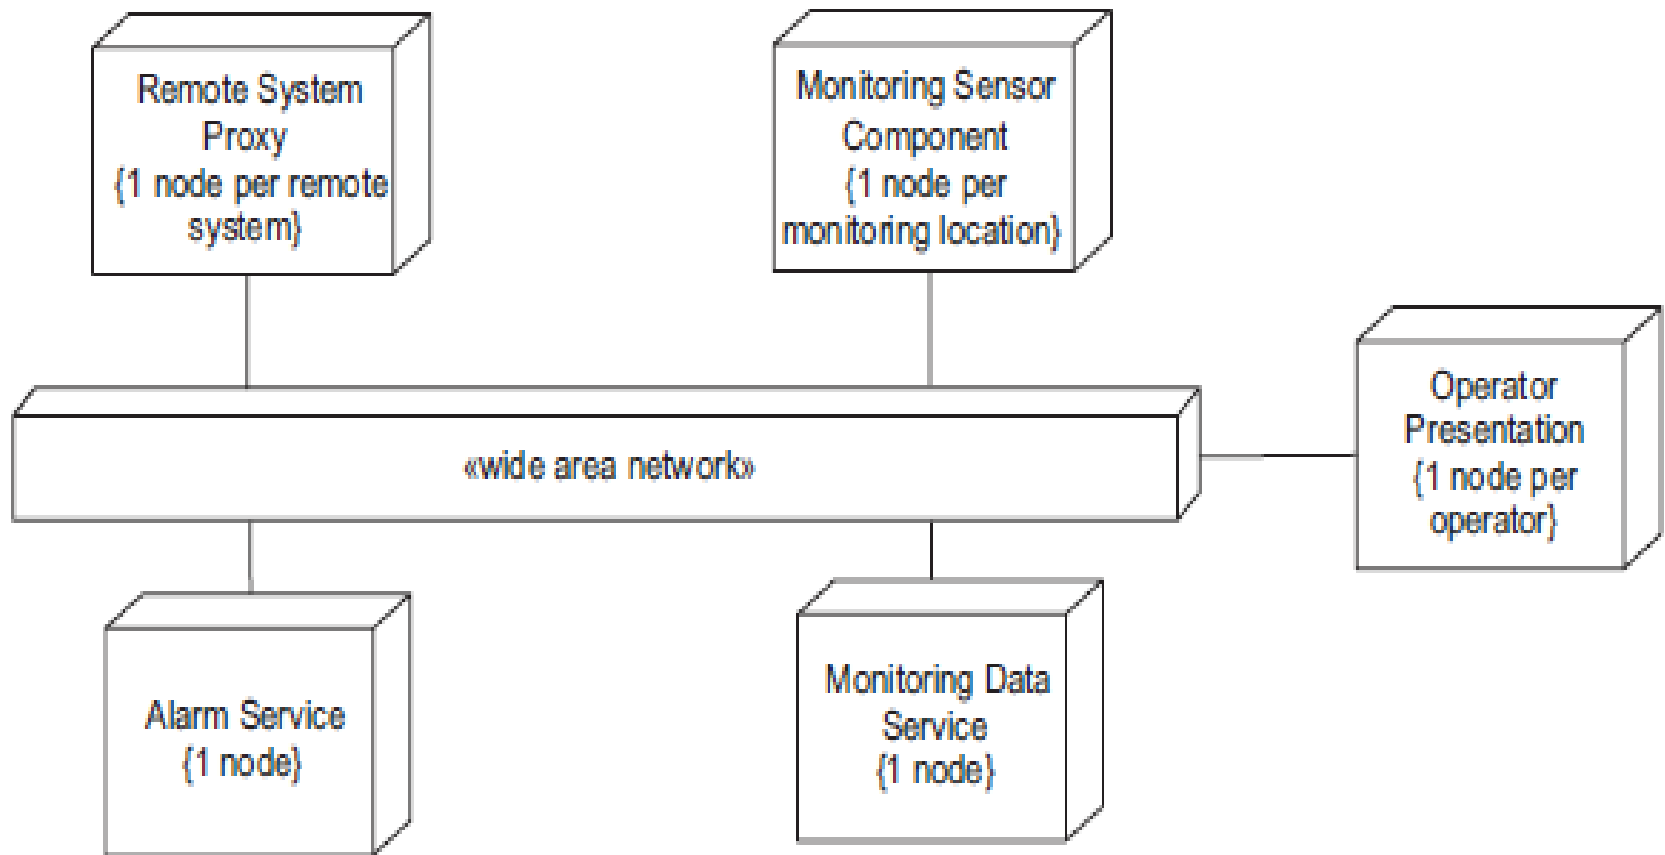 Remote System
Proxy
{1 node per remote
system}
Monitoring Sensor
Component
{1 node per
monitoring location}
Operator
Presentation
{1 node per
operator}
«wide area network»
Alarm Service
{1 node}
Monitoring Data
Service
{1 node}